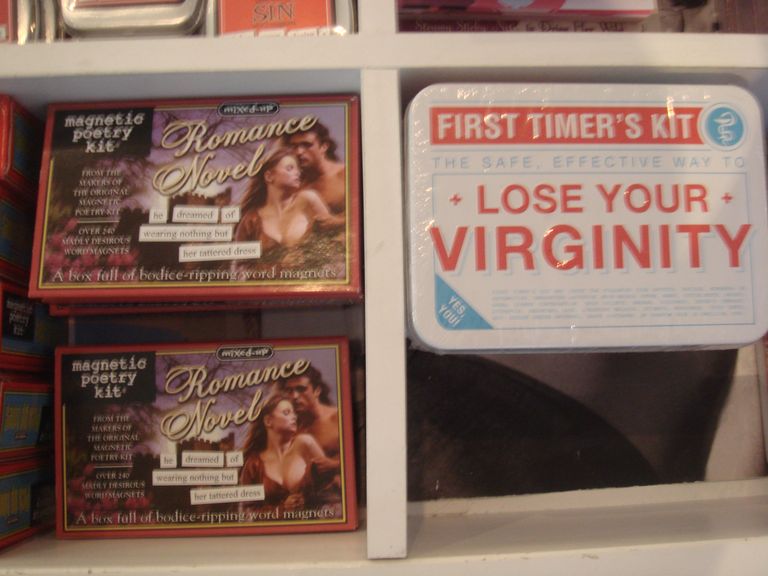 SIN
mixed-up
magnetic
poetry
kit
Romance
Novel
FROM THE
MAKERS OF
THE ORIGINAL
MAGNETIC
POETRY KIT
OVER 240
MADLY DESIROUS
WORD MAGNETS
he dreamed of
wearing nothing but
her tattered dress
A box full of bodice-ripping word magnets
mixed-up
magnetic
poetry
kit
Romance
Novel
FROM THE
MAKERS OF
THE ORIGINAL
MAGNETIC
POETRY KIT
OVER 240
MADLY DESIROUS
WORD MAGNETS
he dreamed of
wearing nothing but
her tattered dress
A box full of bodice-ripping word magnets
FIRST TIMER'S KIT
THE SAFE, EFFECTIVE WAY TO
+ LOSE YOUR +
VIRGINITY
YES,
YOU!